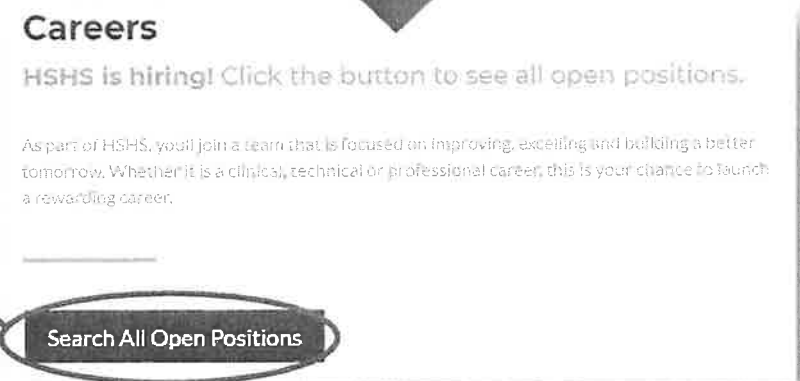 Careers
HSHS is hiring! Click the button to see all open positions.
As part of HSHS, you'll join a team that is focused on improving, excelling and building a better
tomorrow. Whether it is a clinical, technical or professional career, this is your chance to launch
a rewarding career.
Search All Open Positions